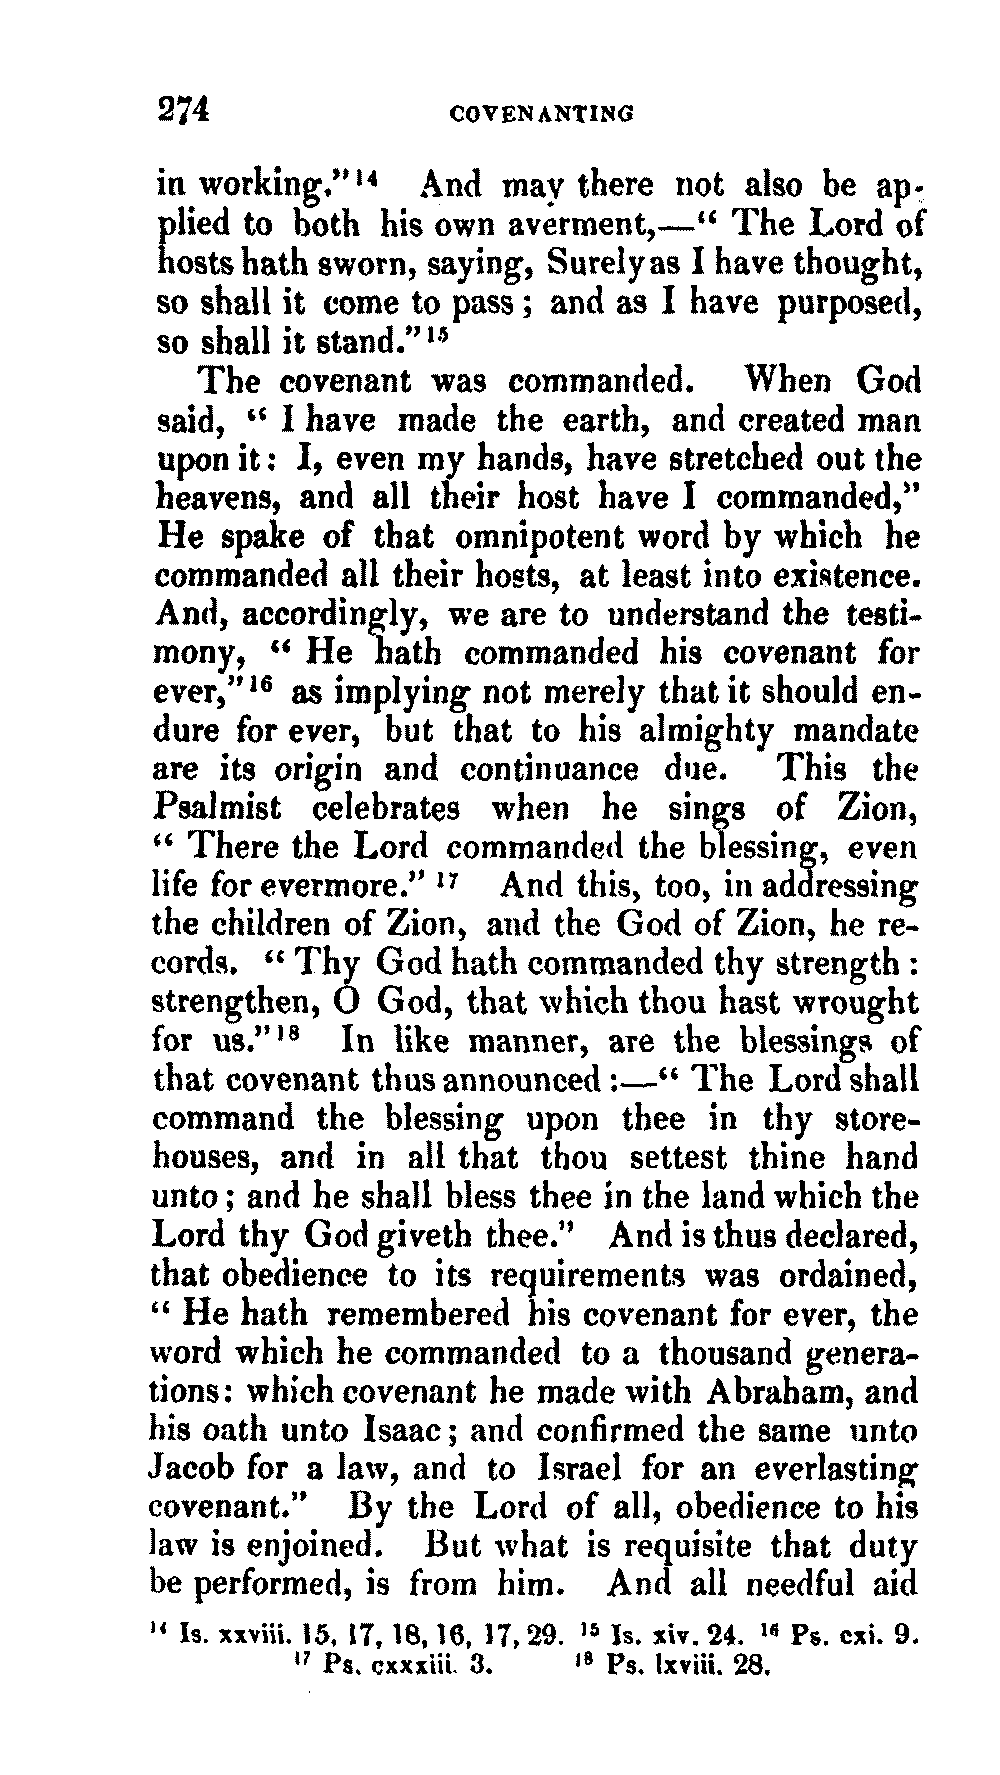 274 COVENANTING
in working."14 And may there not also be ap-
plied to both his own averment,—" The Lord of
hosts hath sworn, saying, Surely as I have thought,
so shall it come to pass; and as I have purposed,
so shall it stand."15
The covenant was commanded. When God
said, " I have made the earth, and created man
upon it: I, even my hands, have stretched out the
heavens, and all their host have I commanded,"
He spake of that omnipotent word by which he
commanded all their hosts, at least into existence.
And, accordingly, we are to understand the testi-
mony, " He hath commanded his covenant for
ever,"16 as implying not merely that it should en-
dure for ever, but that to his almighty mandate
are its origin and continuance due. This the
Psalmist celebrates when he sings of Zion,
" There the Lord commanded the blessing, even
life for evermore."17 And this, too, in addressing
the children of Zion, and the God of Zion, he re-
cords. " Thy God hath commanded thy strength :
strengthen, O God, that which thou hast wrought
for us."18 In like manner, are the blessings of
that covenant thus announced :—" The Lord shall
command the blessing upon thee in thy store-
houses, and in all that thou settest thine hand
unto; and he shall bless thee in the land which the
Lord thy God giveth thee." And is thus declared,
that obedience to its requirements was ordained,
" He hath remembered his covenant for ever, the
word which he commanded to a thousand genera-
tions: which covenant he made with Abraham, and
his oath unto Isaac; and confirmed the same unto
Jacob for a law, and to Israel for an everlasting
covenant." By the Lord of all, obedience to his
law is enjoined. But what is requisite that duty
be performed, is from him. And all needful aid
14 Is. xxviii. 15, 17, 18, 16, 17, 29. 15 Is. xiv. 24. 16 Ps. cxi. 9.
17 Ps. cxxxiii. 3. 18 Ps. lxviii. 28.